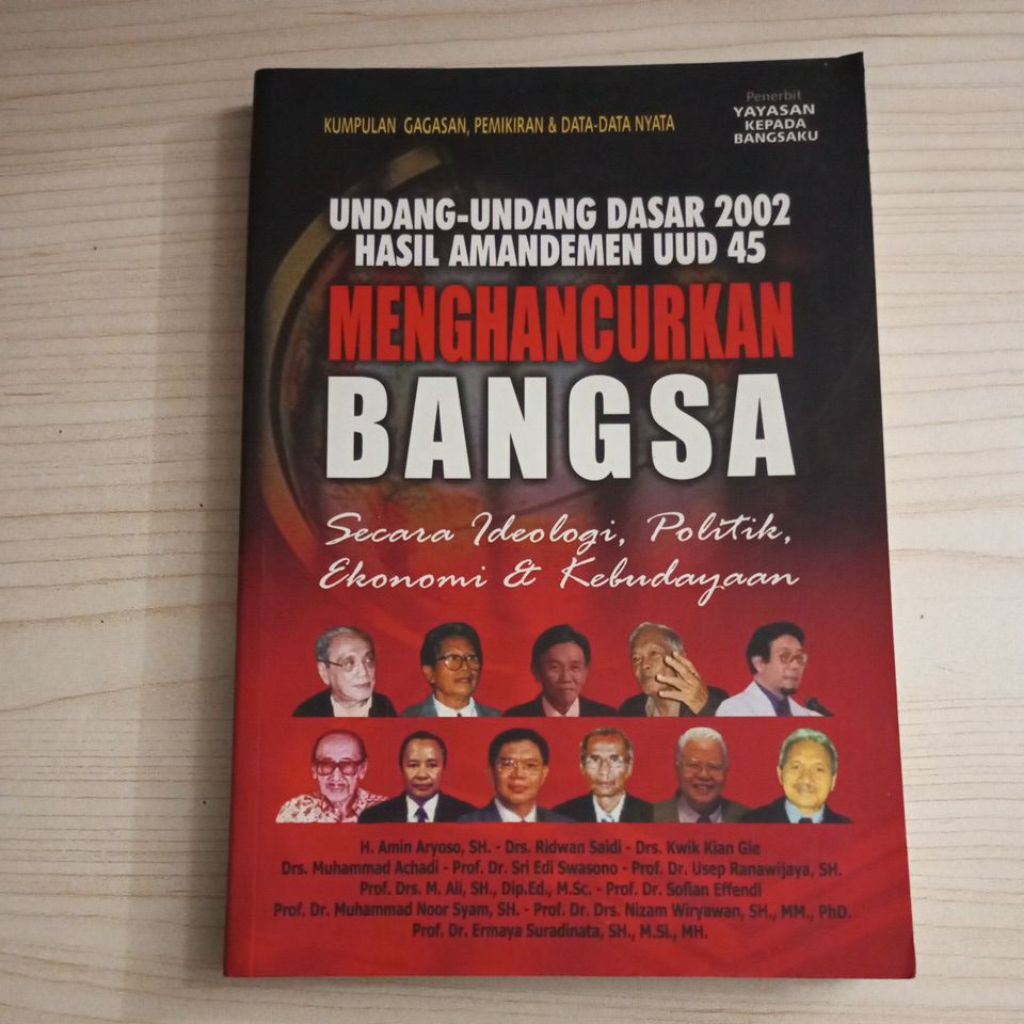 KUMPULAN GAGASAN, PEMIKIRAN & DATA-DATA NYATA
Penerbit
YAYASAN
KEPADA
BANGSAKU
UNDANG-UNDANG DASAR 2002
HASIL AMANDEMEN UUD 45
MENGHANCURKAN
BANGSA
Secara Ideologi, Politik,
Ekonomi & Kebudayaan
H. Amin Aryoso, SH. - Drs. Ridwan Saidi - Drs. Kwik Kian Gie
Drs. Muhammad Achadi - Prof. Dr. Sri Edi Swasono - Prof. Dr. Usep Ranawijaya, SH.
Prof. Drs. M. Ali, SH., Dip.Ed., M.Sc. - Prof. Dr. Sofian Effendi
Prof. Dr. Muhammad Noor Syam, SH. - Prof. Dr. Drs. Nizam Wiryawan, SH., MM., PhD.
Prof. Dr. Ermaya Suradinata, SH., M.Si., MH.